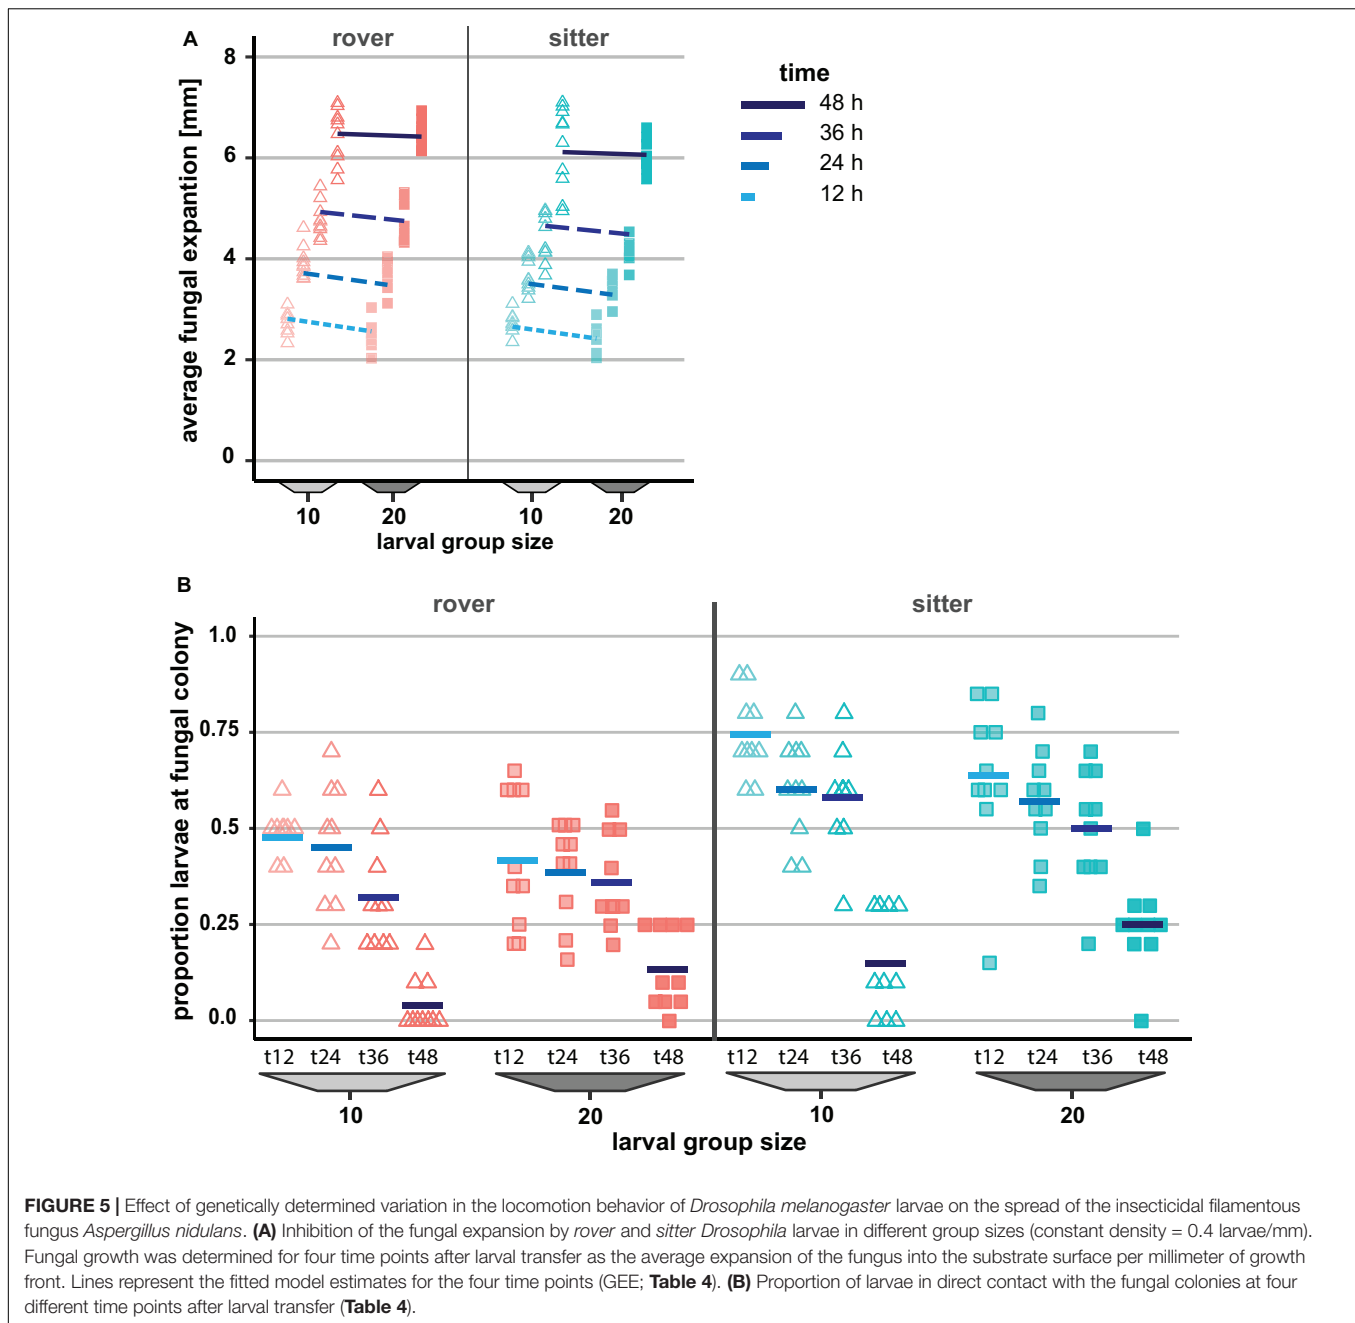 A
rover
sitter
average fungal expantion [mm]
8
6
4
2
0
10
20
10
20
larval group size
time
48 h
36 h
24 h
12 h
B
rover
sitter
proportion larvae at fungal colony
1.0
0.75
0.5
0.25
0.0
t12 t24 t36 t48 t12 t24 t36 t48 t12 t24 t36 t48 t12 t24 t36 t48
10 20 10 20
larval group size
FIGURE 5 | Effect of genetically determined variation in the locomotion behavior of Drosophila melanogaster larvae on the spread of the insecticidal filamentous
fungus Aspergillus nidulans. (A) Inhibition of the fungal expansion by rover and sitter Drosophila larvae in different group sizes (constant density = 0.4 larvae/mm).
Fungal growth was determined for four time points after larval transfer as the average expansion of the fungus into the substrate surface per millimeter of growth
front. Lines represent the fitted model estimates for the four time points (GEE; Table 4). (B) Proportion of larvae in direct contact with the fungal colonies at four
different time points after larval transfer (Table 4).